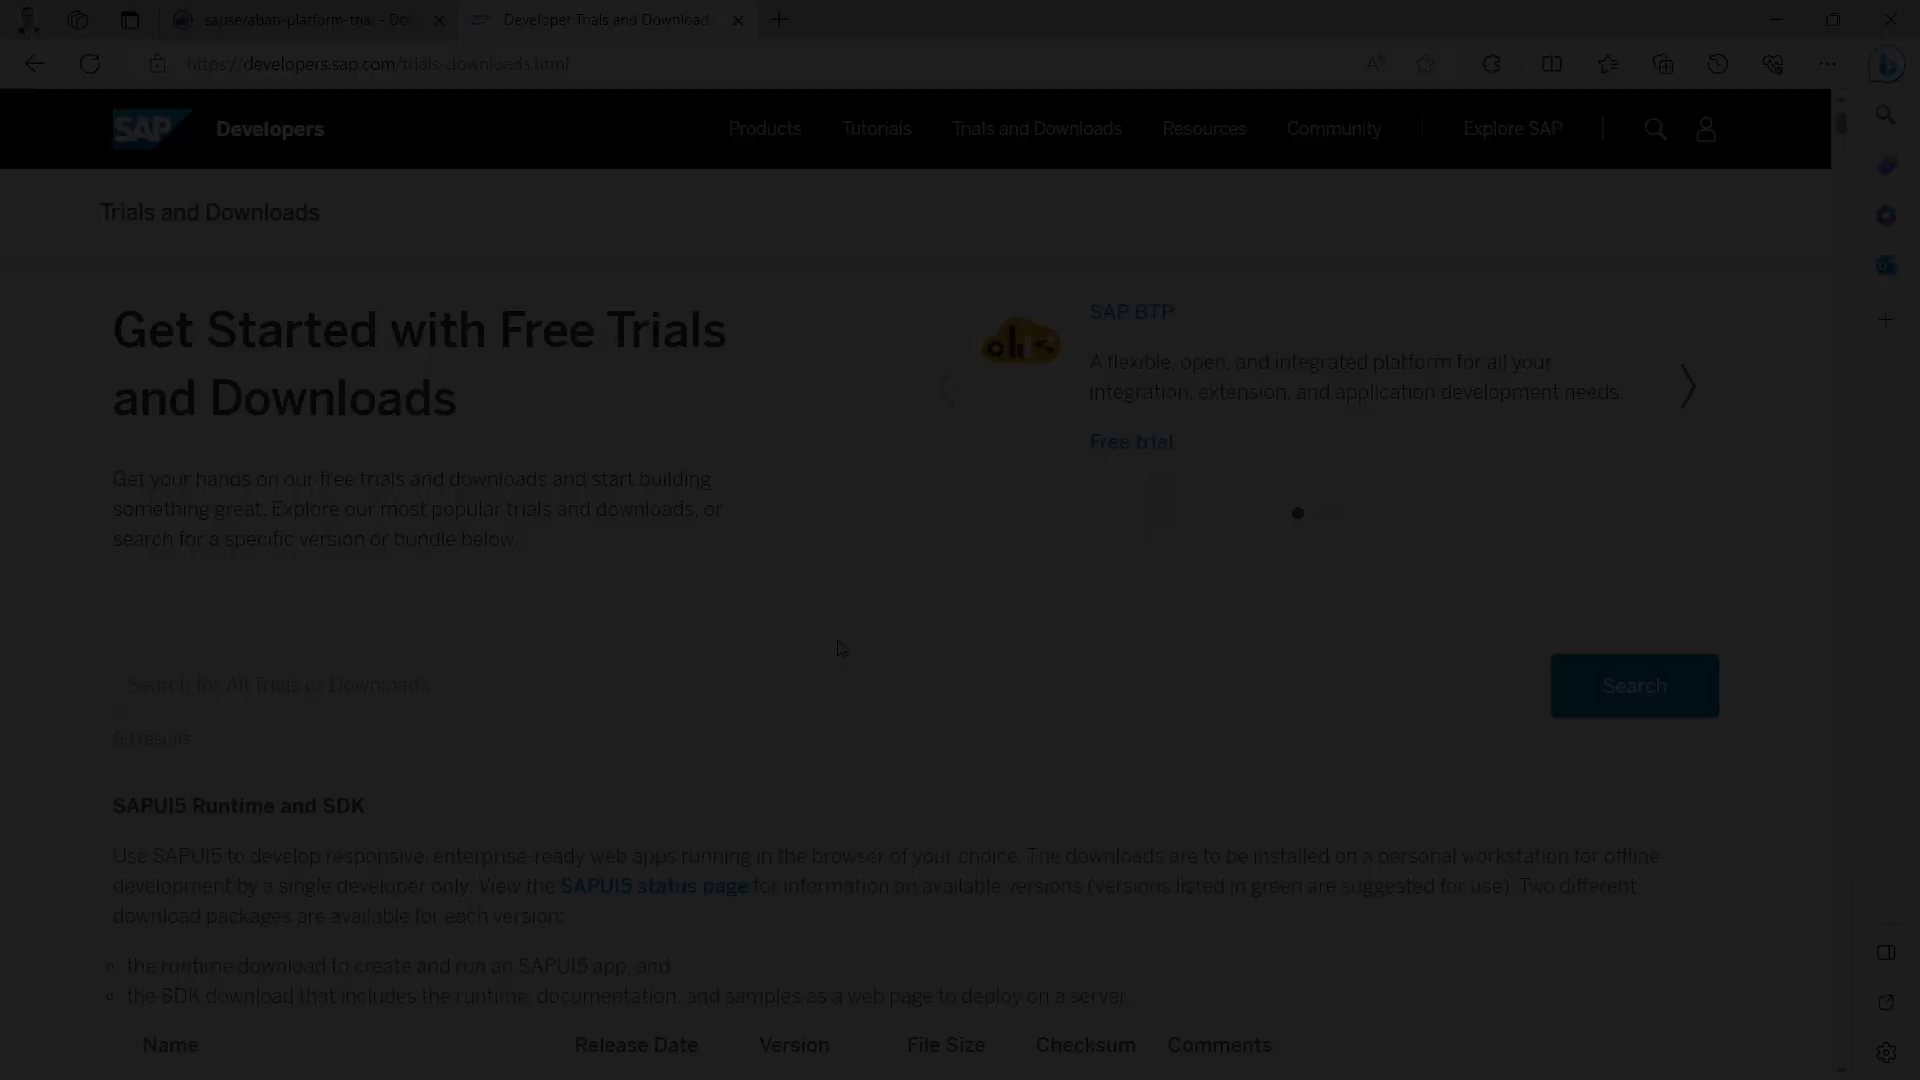 sapse/abap-platform-trial - Do
Developer Trials and Download
https://developers.sap.com/trials-downloads.html
SAP
Developers
Products
Tutorials
Trials and Downloads
Resources
Community
Explore SAP
Trials and Downloads
Get Started with Free Trials
and Downloads
Get your hands on our free trials and downloads and start building
something great. Explore our most popular trials and downloads, or
search for a specific version or bundle below.
SAP BTP
A flexible, open, and integrated platform for all your
integration, extension, and application development needs.
Free trial
Search for All Trials or Downloads
Search
results
SAPUI5 Runtime and SDK
Use SAPUI5 to develop responsive, enterprise-ready web apps running in the browser of your choice. The downloads are to be installed on a personal workstation for offline
development by a single developer only. View the SAPUI5 status page for information on available versions (versions listed in green are suggested for use). Two different
download packages are available for each version:
the runtime download to create and run an SAPUI5 app, and
the SDK download that includes the runtime, documentation, and samples as a web page to deploy on a server.
Name
Release Date
Version
File Size
Checksum
Comments